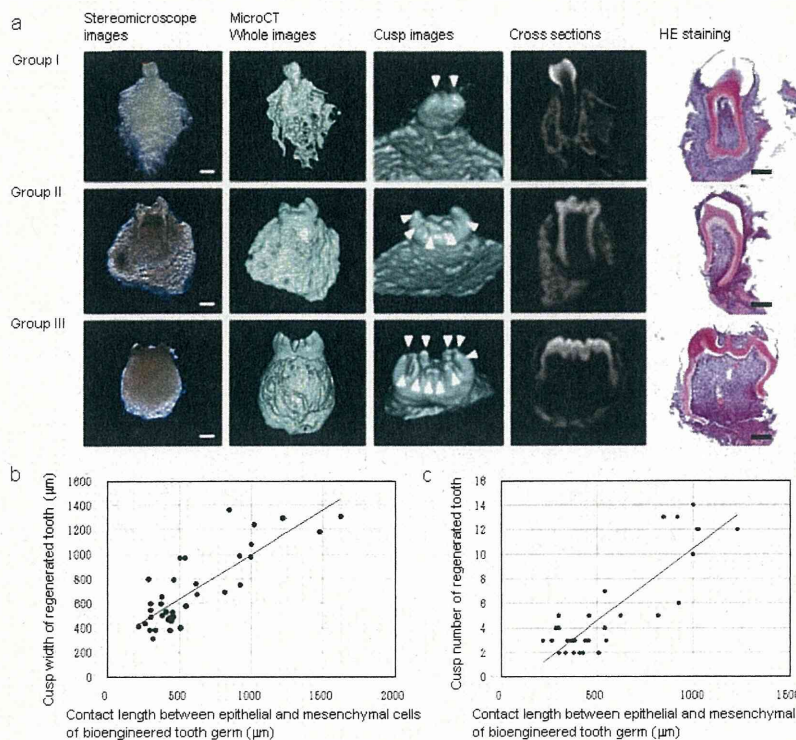 a
Stereomicroscope images
MicroCT Whole images
Cusp images
Cross sections
HE staining
Group I
Group II
Group III
b
Cusp width of regenerated tooth (μm)
1600
1400
1200
1000
800
600
400
200
0
0 500 1000 1500 2000
Contact length between epithelial and mesenchymal cells
of bioengineered tooth germ (μm)
c
Cusp number of regenerated tooth
16
14
12
10
8
6
4
2
0
0 500 1000 1500
Contact length between epithelial and mesenchymal cells
of bioengineered tooth germ (μm)